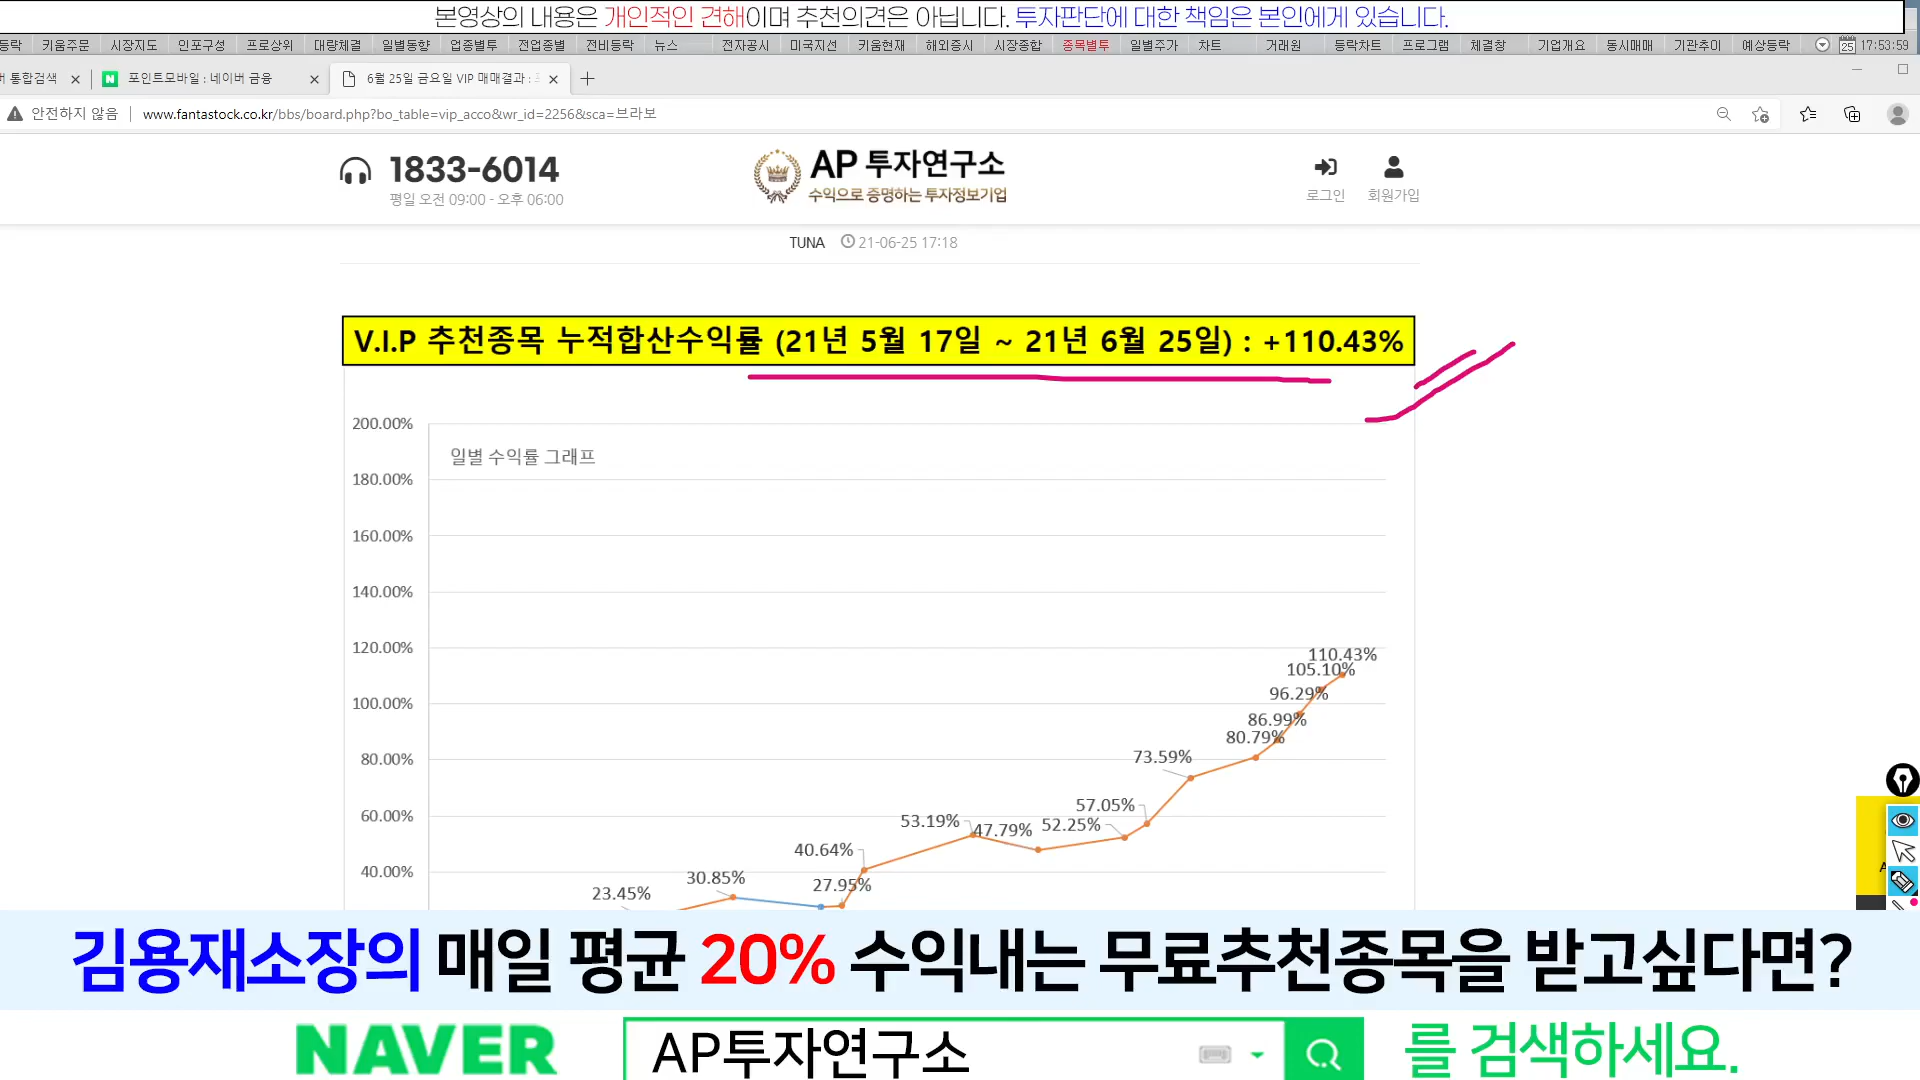 본영상의 내용은 개인적인 견해이며 추천의견은 아닙니다. 투자판단에 대한 책임은 본인에게 있습니다.
등락 키움주문 시장지도 인포구성 프로상위 대량체결 일별동향 업종별투 전업종별 전비등락 뉴스 전자공시 미국지선 키움현재 해외증시 시장종합 종목별투 일별주가 차트 거래원 등락차트 프로그램 체결창 기업개요 동시매매 기관추이 예상등락 25 17:53:59
통합검색 포인트모바일 : 네이버 금융 6월 25일 금요일 VIP 매매결과 :
안전하지 않음 www.fantastock.co.kr/bbs/board.php?bo_table=vip_acco&wr_id=2256&sca=브라보
1833-6014
평일 오전 09:00 - 오후 06:00
AP 투자연구소
수익으로 증명하는 투자정보기업
로그인 회원가입
TUNA 21-06-25 17:18
V.I.P 추천종목 누적합산수익률 (21년 5월 17일 ~ 21년 6월 25일) : +110.43%
200.00%
일별 수익률 그래프
180.00%
160.00%
140.00%
120.00%
110.43%
105.10%
96.29%
100.00%
86.99%
80.79%
80.00%
73.59%
57.05%
60.00%
53.19%
47.79%
52.25%
40.64%
40.00%
30.85%
27.95%
23.45%
김용재소장의 매일 평균 20% 수익내는 무료추천종목을 받고싶다면?
NAVER AP투자연구소 를 검색하세요.